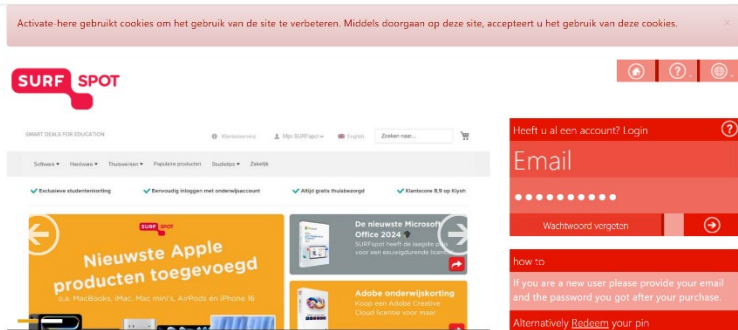 Activate-here gebruikt cookies om het gebruik van de site te verbeteren. Middels doorgaan op deze site, accepteert u het gebruik van deze cookies.
SURF SPOT
SMART DEALS FOR EDUCATION
Klantenservice
Mijn SURFspot
English
Zoeken naar...
Software
Hardware
Thuiswerken
Populaire producten
Studietips
Zakelijk
Exclusieve studentenkorting
Eenvoudig inloggen met onderwijsaccount
Altijd gratis thuisbezorgd
Klantscore 8,9 op Kiyoh
SURF SPOT
Nieuwste Apple
producten toegevoegd
o.a. MacBooks, iMac, Mac mini's, AirPods en iPhone 16
De nieuwste Microsoft
Office 2024
SURFspot heeft de laagste
voor een eeuwigdurende
Adobe onderwijskorting
Koop een Adobe Creative
Cloud licentie voor maar
Heeft u al een account? Login
Email
Wachtwoord vergeten
how to
If you are a new user please provide your email
and the password you got after your purchase.
Alternatively Redeem your pin